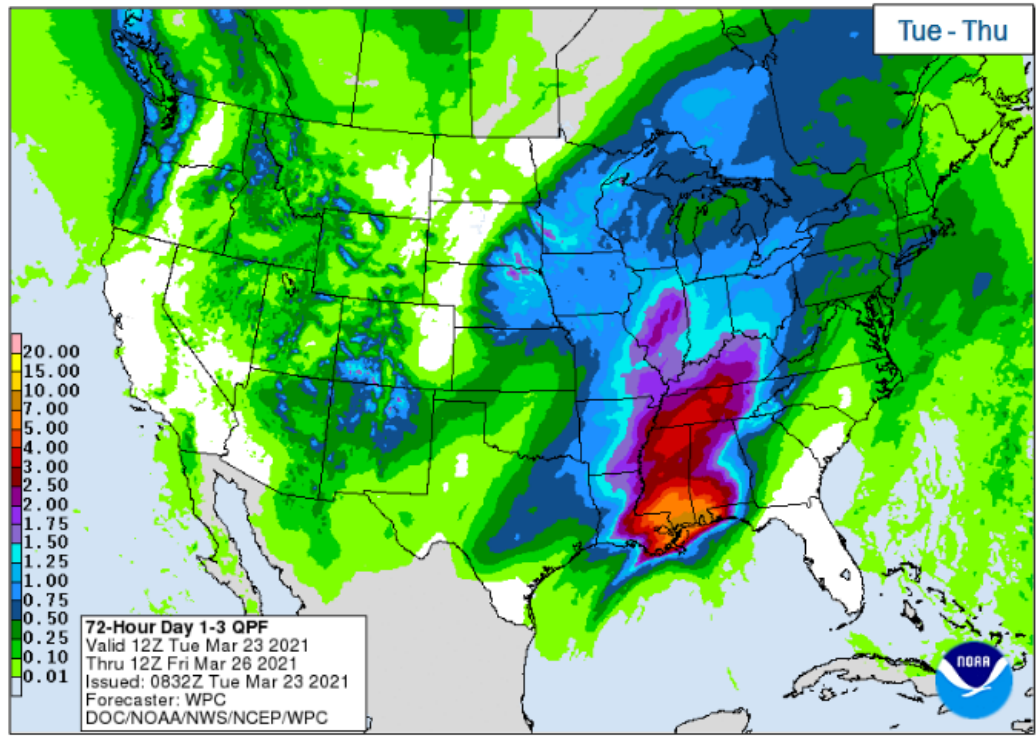 Tue - Thu
20.00
15.00
10.00
7.00
5.00
4.00
3.00
2.50
2.00
1.75
1.50
1.25
1.00
0.75
0.50
0.25
0.10
0.01
72-Hour Day 1-3 QPF
Valid 12Z Tue Mar 23 2021
Thru 12Z Fri Mar 26 2021
Issued: 0832Z Tue Mar 23 2021
Forecaster: WPC
DOC/NOAA/NWS/NCEP/WPC
NOAA